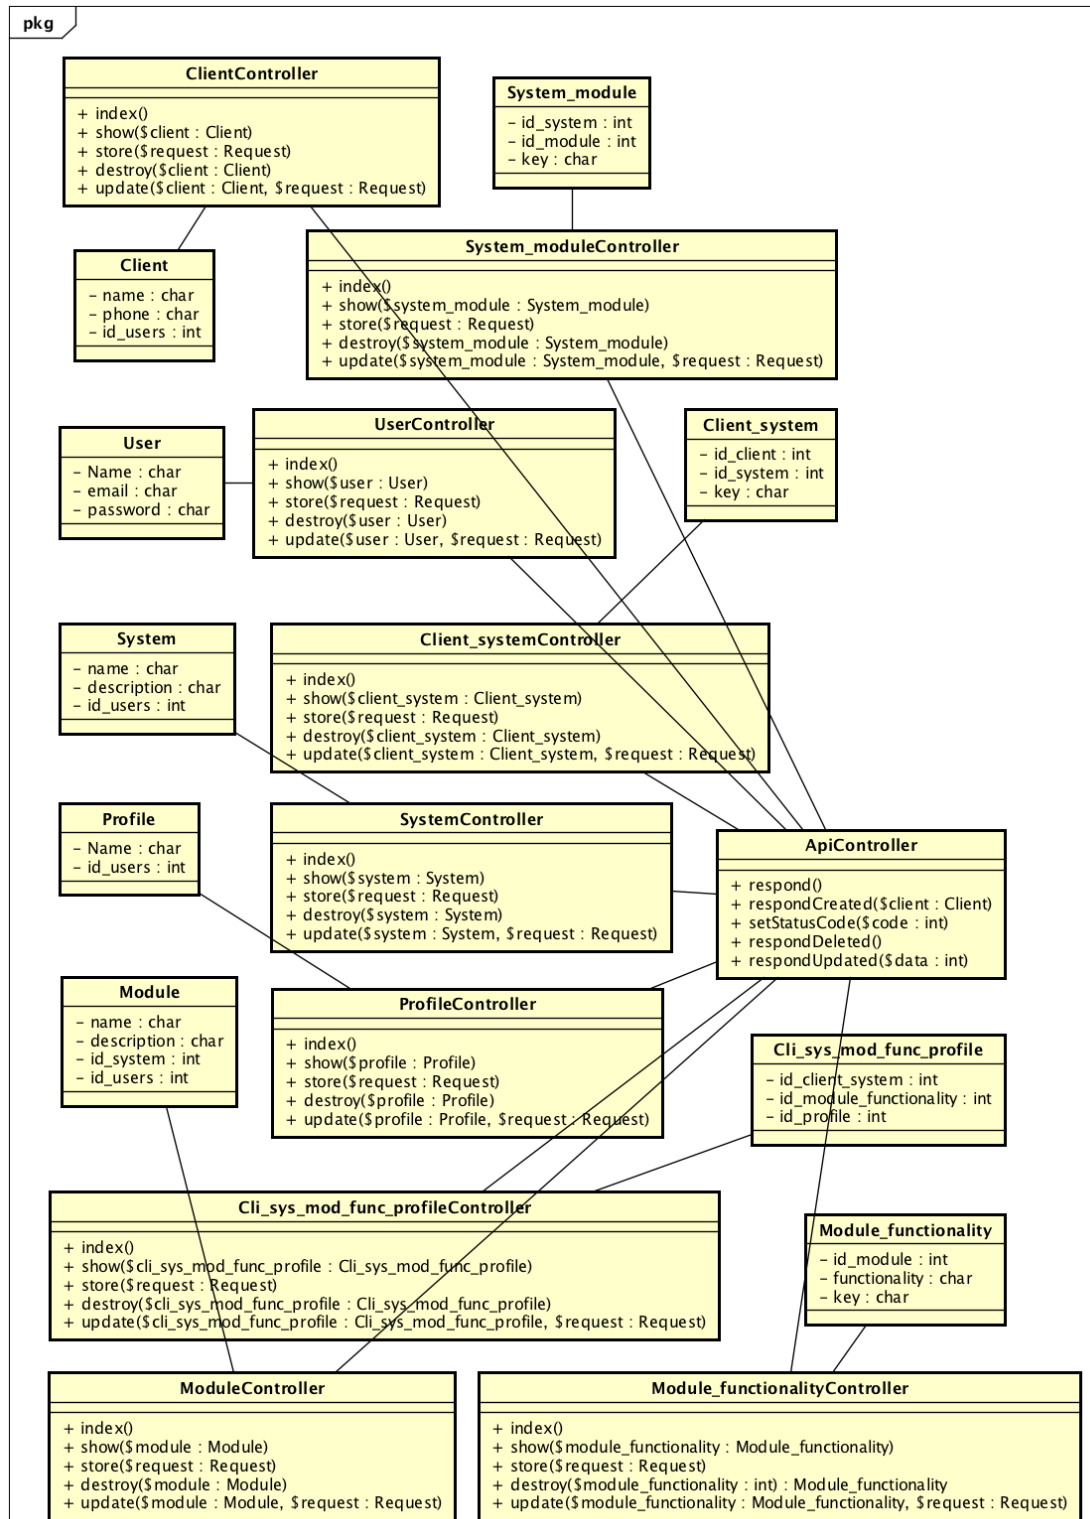 pkg
ClientController
+ index()
+ show($client : Client)
+ store($request : Request)
+ destroy($client : Client)
+ update($client : Client, $request : Request)
System_module
– id_system : int
– id_module : int
– key : char
Client
– name : char
– phone : char
– id_users : int
System_moduleController
+ index()
+ show($system_module : System_module)
+ store($request : Request)
+ destroy($system_module : System_module)
+ update($system_module : System_module, $request : Request)
User
– Name : char
– email : char
– password : char
UserController
+ index()
+ show($user : User)
+ store($request : Request)
+ destroy($user : User)
+ update($user : User, $request : Request)
Client_system
– id_client : int
– id_system : int
– key : char
System
– name : char
– description : char
– id_users : int
Client_systemController
+ index()
+ show($client_system : Client_system)
+ store($request : Request)
+ destroy($client_system : Client_system)
+ update($client_system : Client_system, $request : Request)
Profile
– Name : char
– id_users : int
SystemController
+ index()
+ show($system : System)
+ store($request : Request)
+ destroy($system : System)
+ update($system : System, $request : Request)
ApiController
+ respond()
+ respondCreated($client : Client)
+ setStatusCode($code : int)
+ respondDeleted()
+ respondUpdated($data : int)
Module
– name : char
– description : char
– id_system : int
– id_users : int
ProfileController
+ index()
+ show($profile : Profile)
+ store($request : Request)
+ destroy($profile : Profile)
+ update($profile : Profile, $request : Request)
Cli_sys_mod_func_profile
– id_client_system : int
– id_module_functionality : int
– id_profile : int
Cli_sys_mod_func_profileController
+ index()
+ show($cli_sys_mod_func_profile : Cli_sys_mod_func_profile)
+ store($request : Request)
+ destroy($cli_sys_mod_func_profile : Cli_sys_mod_func_profile)
+ update($cli_sys_mod_func_profile : Cli_sys_mod_func_profile, $request : Request)
Module_functionality
– id_module : int
– functionality : char
– key : char
ModuleController
+ index()
+ show($module : Module)
+ store($request : Request)
+ destroy($module : Module)
+ update($module : Module, $request : Request)
Module_functionalityController
+ index()
+ show($module_functionality : Module_functionality)
+ store($request : Request)
+ destroy($module_functionality : int) : Module_functionality
+ update($module_functionality : Module_functionality, $request : Request)